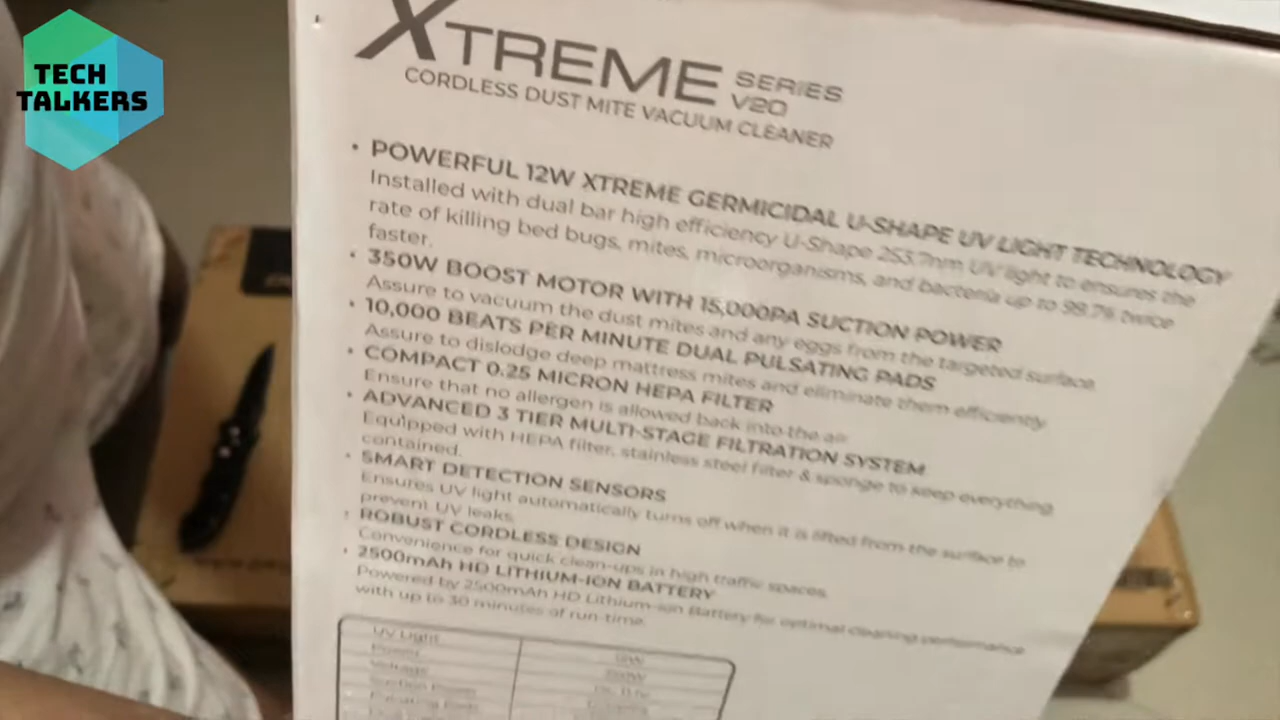 TECH
TALKERS
XTREME SERIES
V20
CORDLESS DUST MITE VACUUM CLEANER
• POWERFUL 12W XTREME GERMICIDAL U-SHAPE UV LIGHT TECHNOLOGY
Installed with dual bar high efficiency U-Shape 253.7nm UV light to ensures the
rate of killing bed bugs, mites, microorganisms, and bacteria up to 99.7% twice
faster.
• 350W BOOST MOTOR WITH 15,000PA SUCTION POWER
Assure to vacuum the dust mites and any eggs from the targeted surface.
• 10,000 BEATS PER MINUTE DUAL PULSATING PADS
Assure to dislodge deep mattress mites and eliminate them efficiently
• COMPACT 0.25 MICRON HEPA FILTER
Ensure that no allergen is allowed back into the air
• ADVANCED 3 TIER MULTI-STAGE FILTRATION SYSTEM
Equipped with HEPA filter, stainless steel filter & sponge to keep everything
contained.
• SMART DETECTION SENSORS
Ensures UV light automatically turns off when it is lifted from the surface to
prevent UV leaks.
• ROBUST CORDLESS DESIGN
Convenience for quick clean-ups in high traffic spaces.
• 2500mAh HD LITHIUM-ION BATTERY
Powered by 2500mAh HD Lithium-ion Battery for optimal cleaning performance
with up to 30 minutes of run-time.
UV Light
Power
Voltage
Suction Power